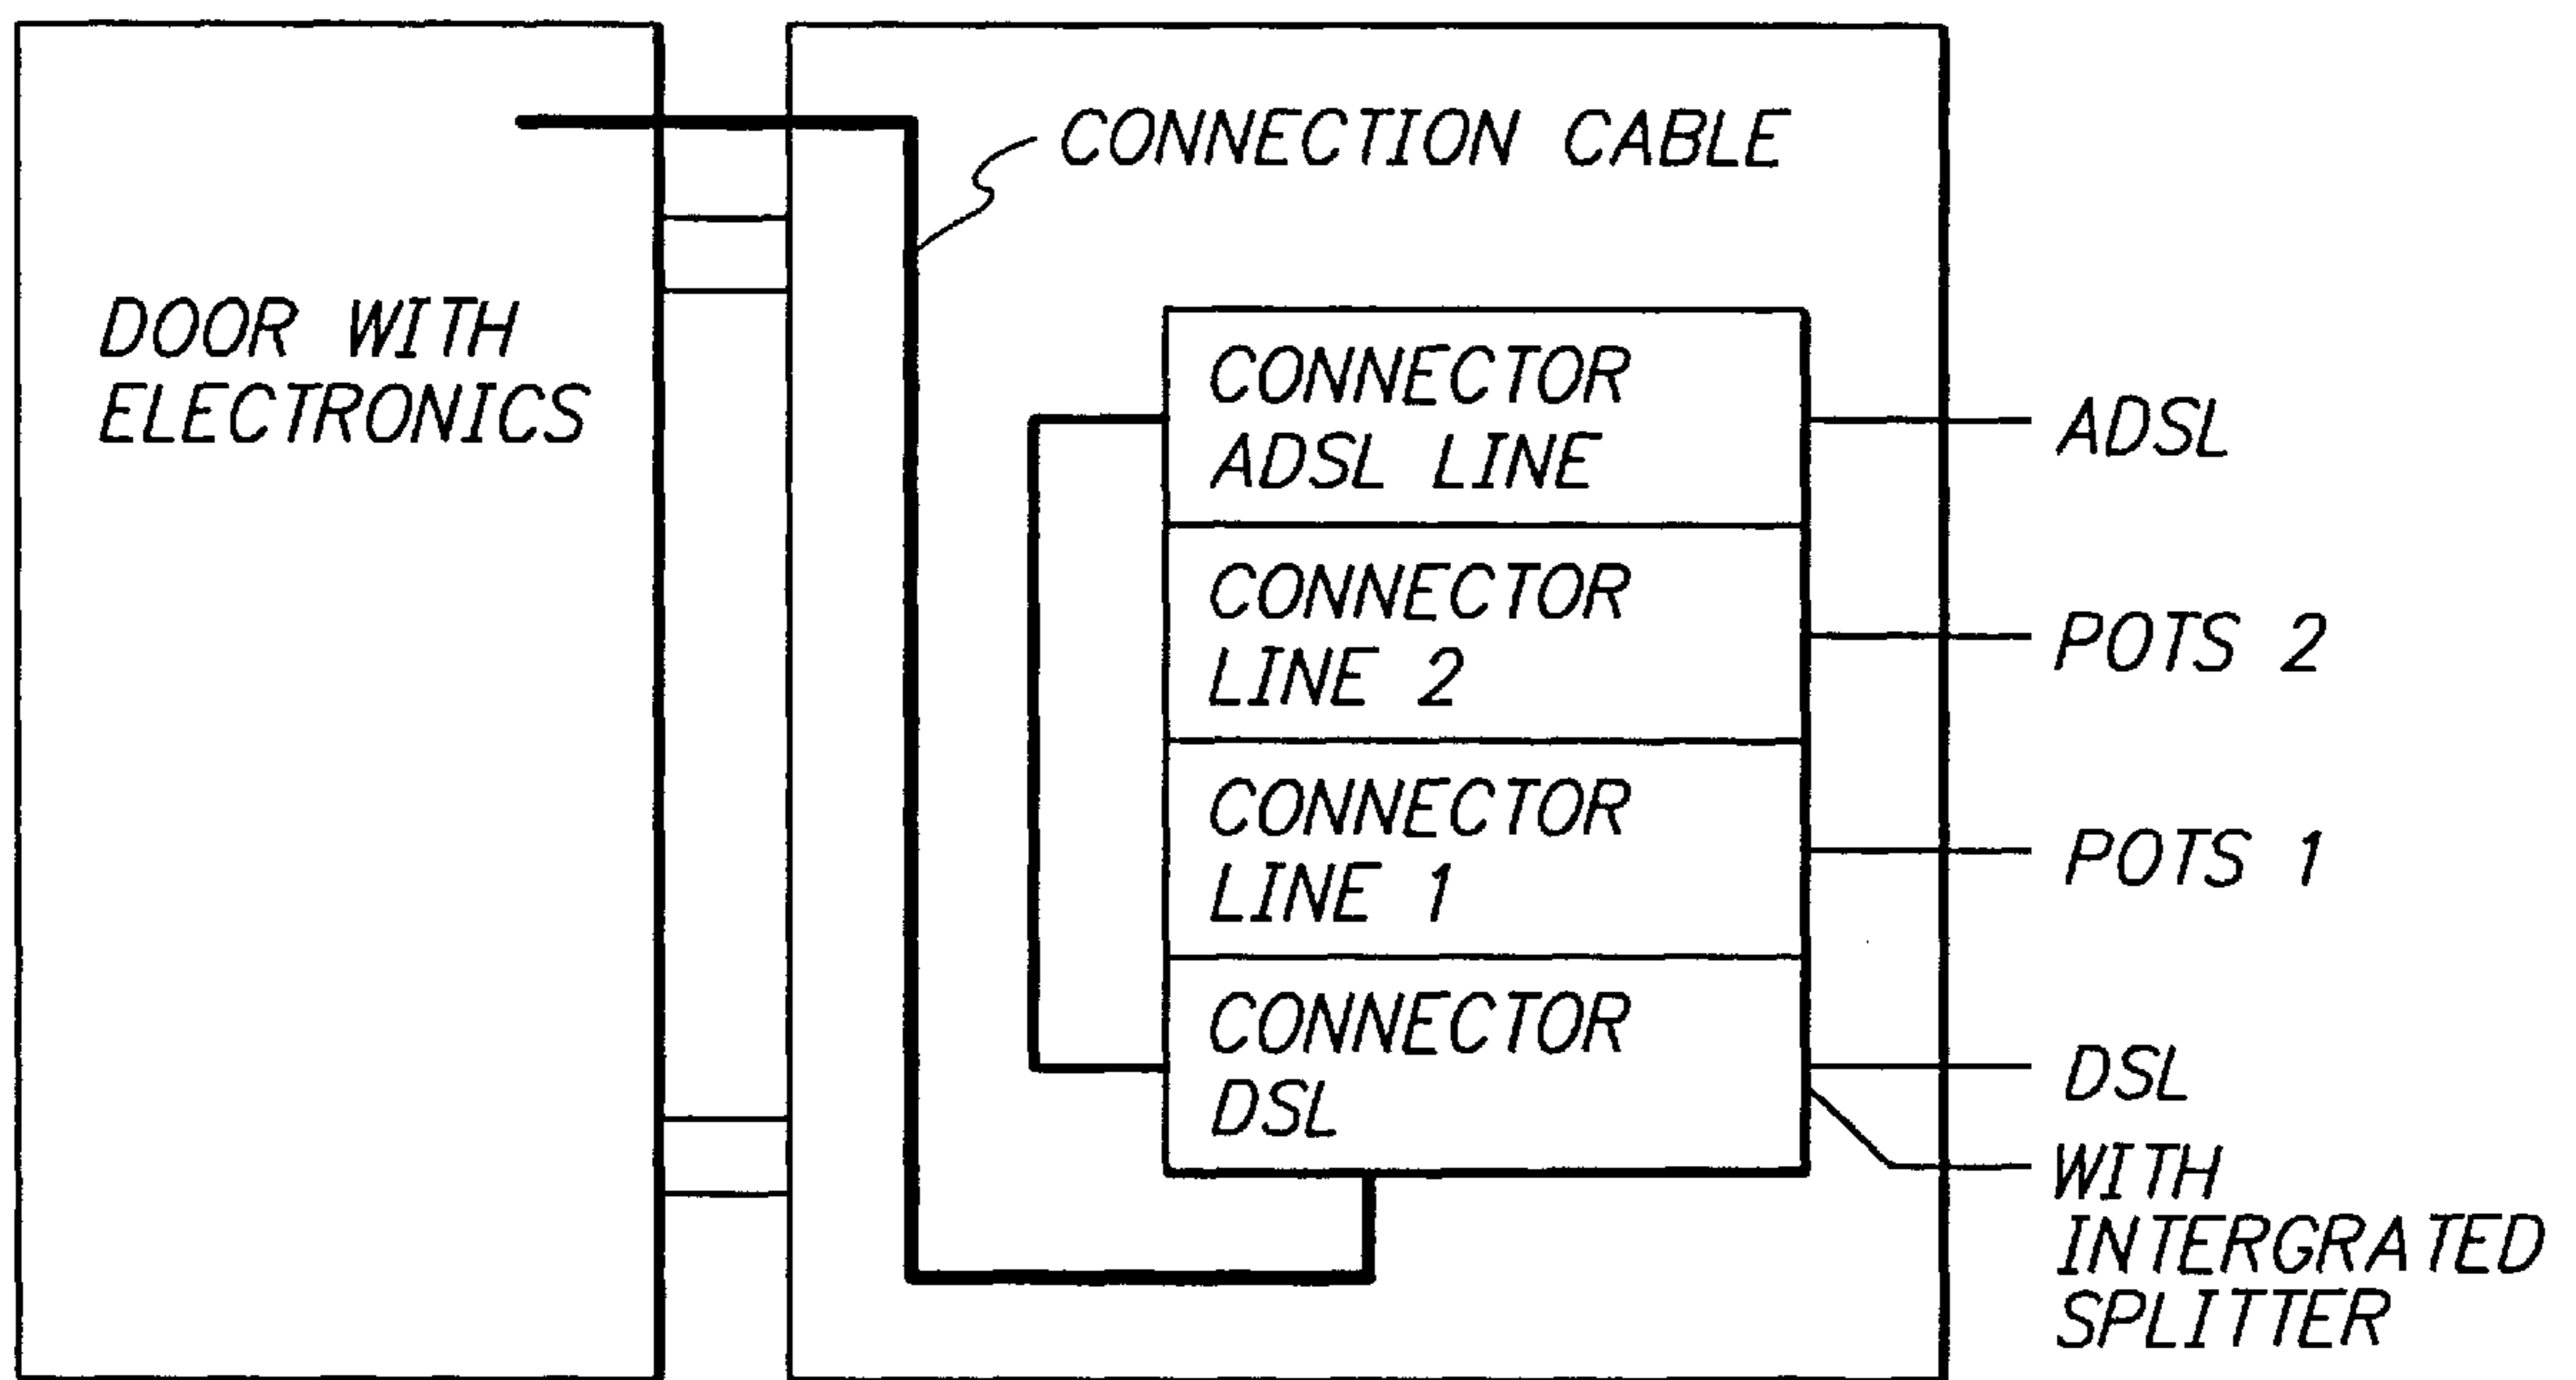 DOOR WITH
ELECTRONICS
CONNECTION CABLE
CONNECTOR
ADSL LINE
CONNECTOR
LINE 2
CONNECTOR
LINE 1
CONNECTOR
DSL
ADSL
POTS 2
POTS 1
DSL
WITH
INTERGRATED
SPLITTER